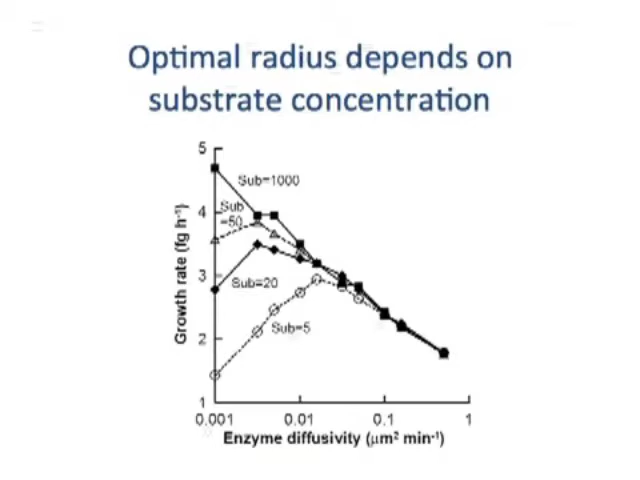 Optimal radius depends on
substrate concentration
5
Sub=1000
4
Sub
=50
3
Sub=20
Sub=5
2
1
Growth rate (fg h⁻¹)
0.001
0.01
0.1
1
Enzyme diffusivity (μm² min⁻¹)